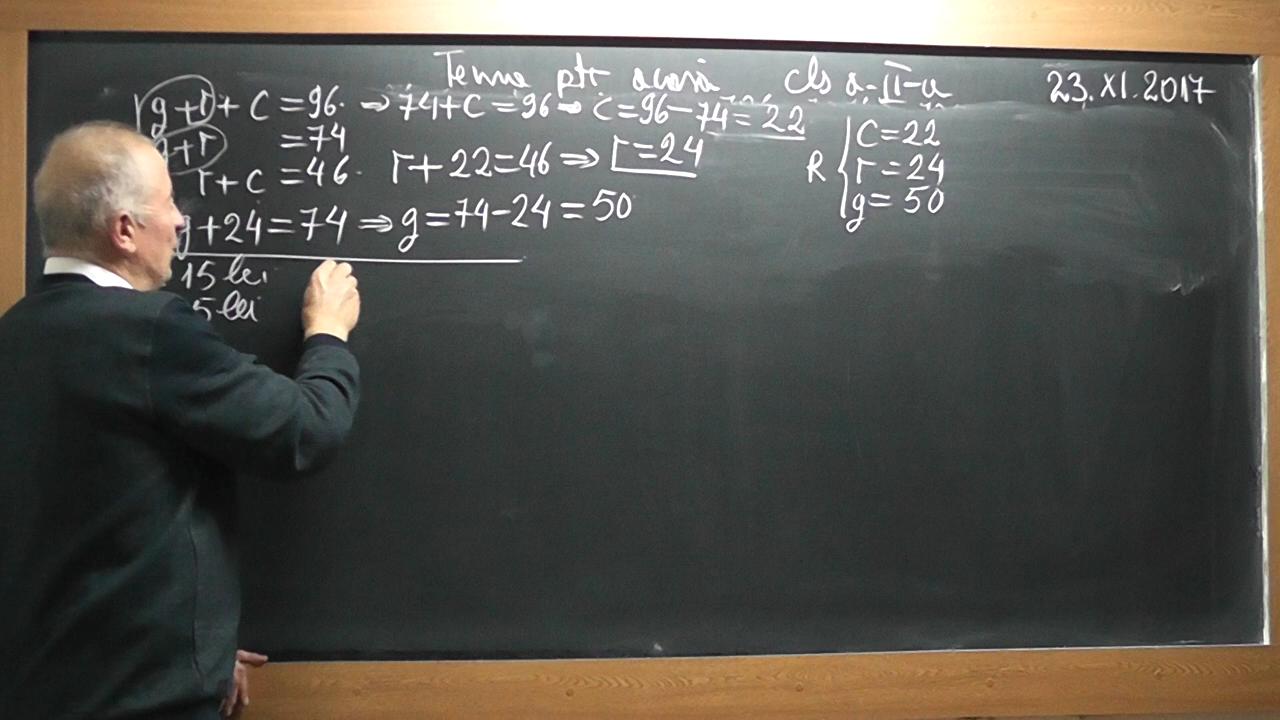 Tema ptr acasă cls a-II-a 23.XI.2017
g+r+c=96 ⇒ 74+c=96 ⇒ c=96-74=22
g+r =74
r+c=46 r+22=46 ⇒ r=24
g+24=74 ⇒ g=74-24=50
R { c=22
r=24
g=50
15 lei
5 lei